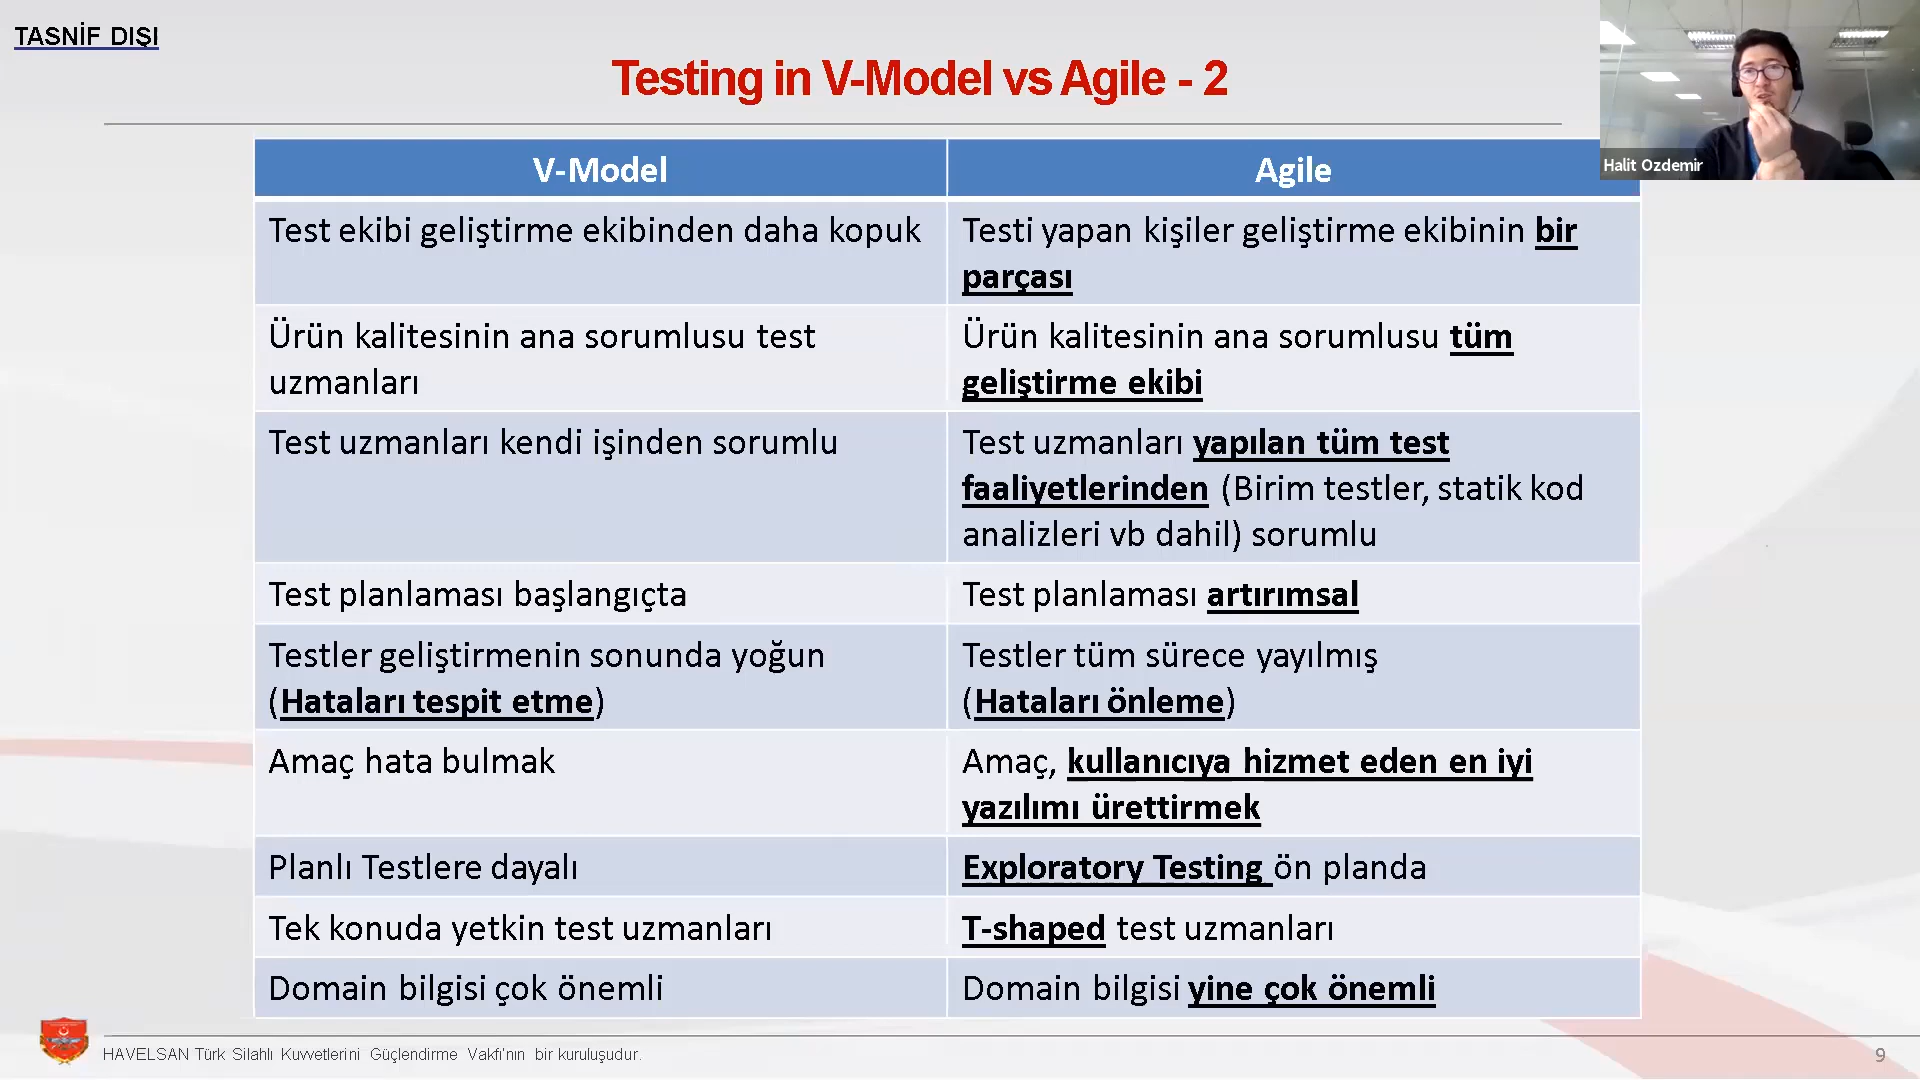 TASNİF DIŞI
Testing in V-Model vs Agile - 2
Halit Ozdemir
V-Model
Agile
Test ekibi geliştirme ekibinden daha kopuk
Testi yapan kişiler geliştirme ekibinin bir
parçası
Ürün kalitesinin ana sorumlusu test
uzmanları
Ürün kalitesinin ana sorumlusu tüm
geliştirme ekibi
Test uzmanları kendi işinden sorumlu
Test uzmanları yapılan tüm test
faaliyetlerinden (Birim testler, statik kod
analizleri vb dahil) sorumlu
Test planlaması başlangıçta
Test planlaması artırımsal
Testler geliştirmenin sonunda yoğun
(Hataları tespit etme)
Testler tüm sürece yayılmış
(Hataları önleme)
Amaç hata bulmak
Amaç, kullanıcıya hizmet eden en iyi
yazılımı ürettirmek
Planlı Testlere dayalı
Exploratory Testing ön planda
Tek konuda yetkin test uzmanları
T-shaped test uzmanları
Domain bilgisi çok önemli
Domain bilgisi yine çok önemli
HAVELSAN Türk Silahlı Kuvvetlerini Güçlendirme Vakfı'nın bir kuruluşudur.
9